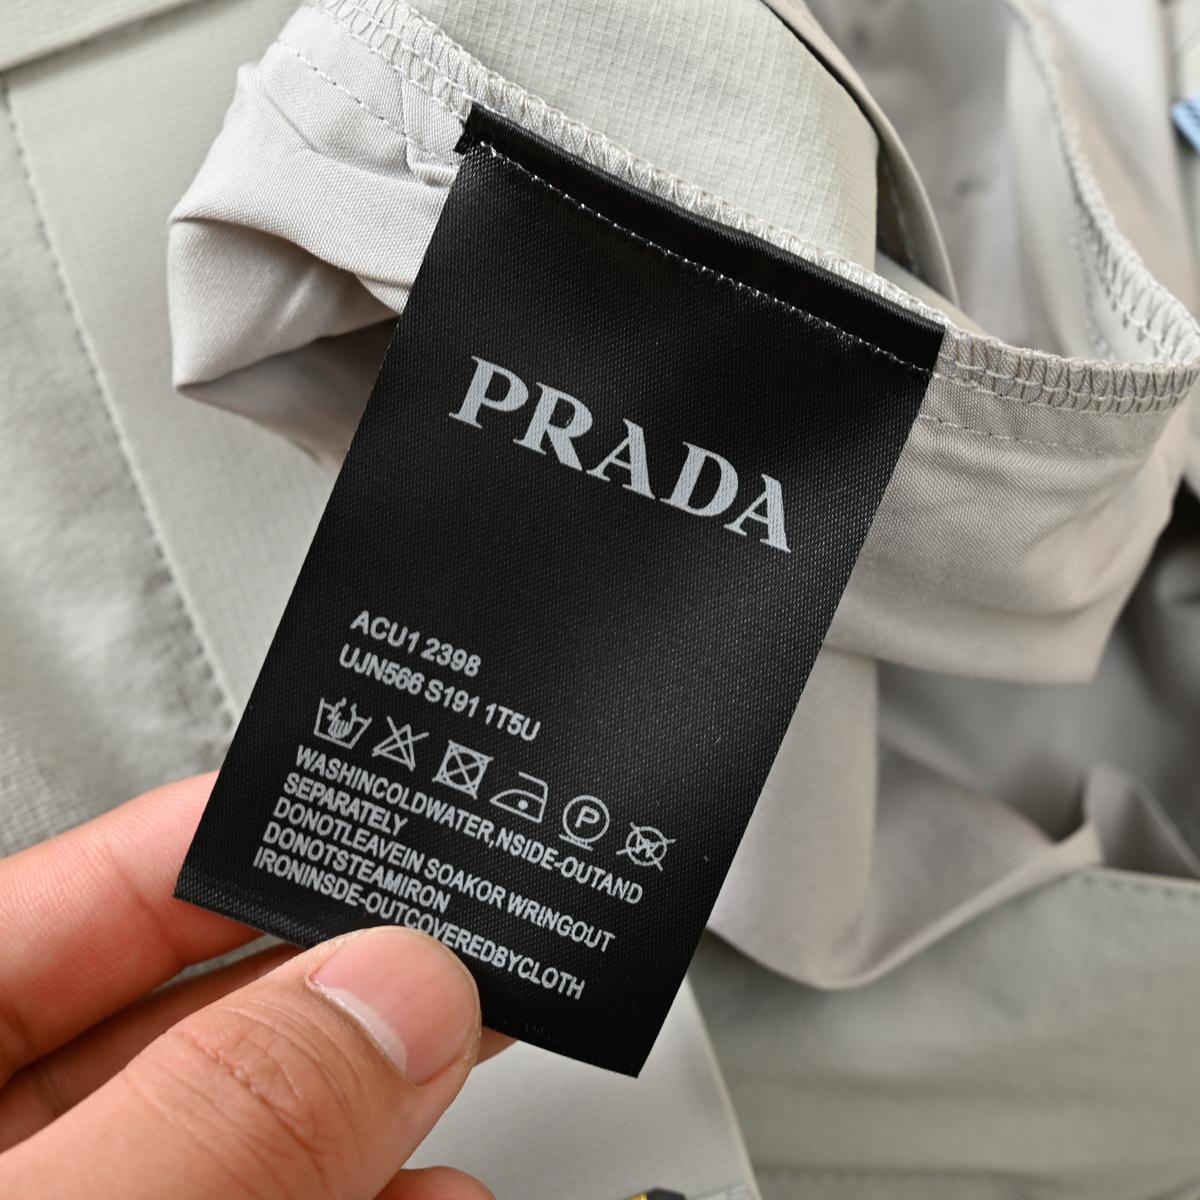 PRADA
ACU1 2398
UJN566 S191 1T5U
P
W
WASHINCOLDWATER,NSIDE-OUTAND
SEPARATELY
DONOTLEAVEIN SOAKOR WRINGOUT
DONOTSTEAMIRON
IRONINSDE-OUTCOVEREDBYCLOTH